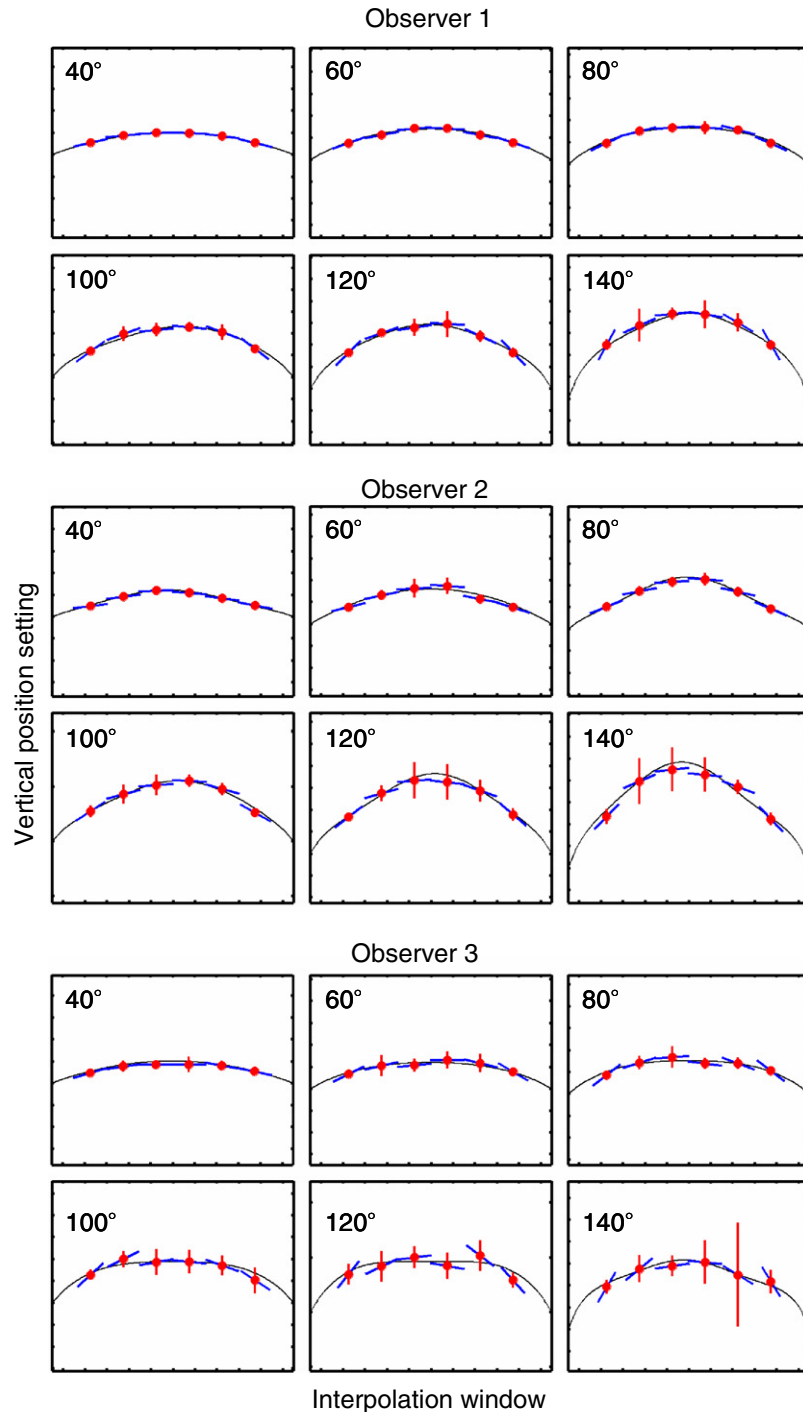 Observer 1
40° 60° 80°
100° 120° 140°
Observer 2
40° 60° 80°
100° 120° 140°
Vertical position setting
Observer 3
40° 60° 80°
100° 120° 140°
Interpolation window